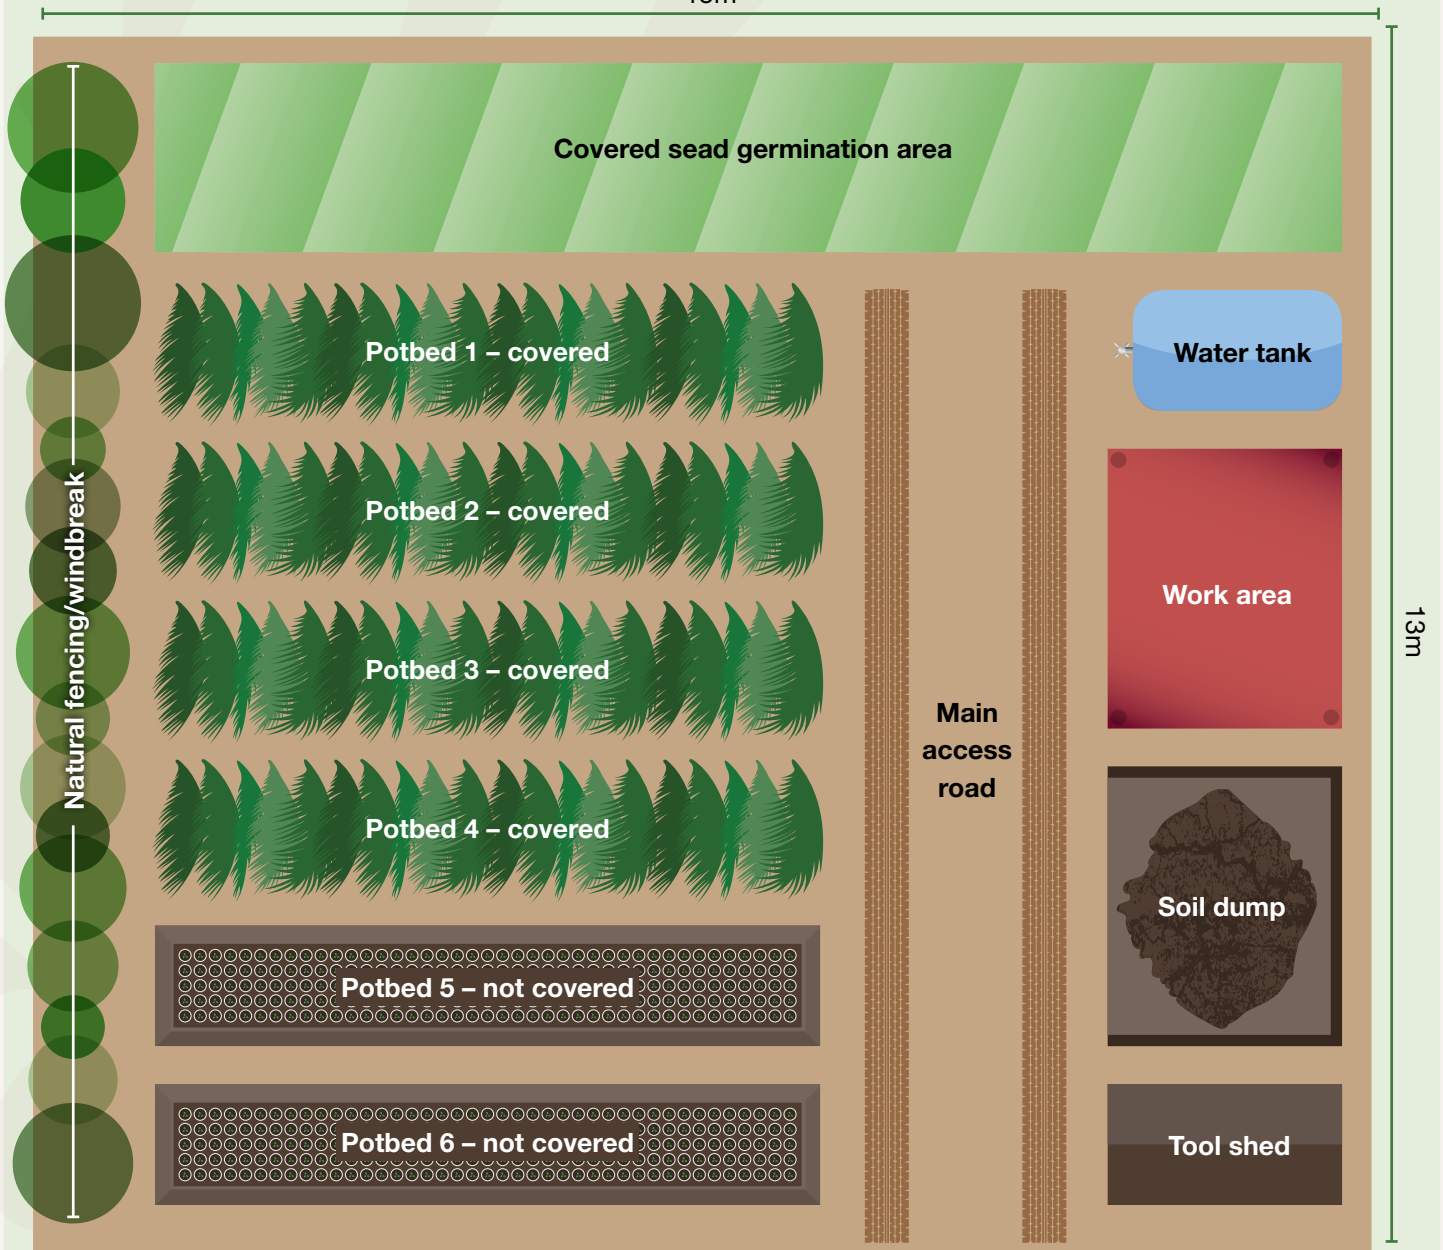 Covered sead germination area
Potbed 1 – covered
Water tank
Potbed 2 – covered
Work area
Natural fencing/windbreak
13m
Potbed 3 – covered
Main
access
road
Potbed 4 – covered
Soil dump
Potbed 5 – not covered
Potbed 6 – not covered
Tool shed